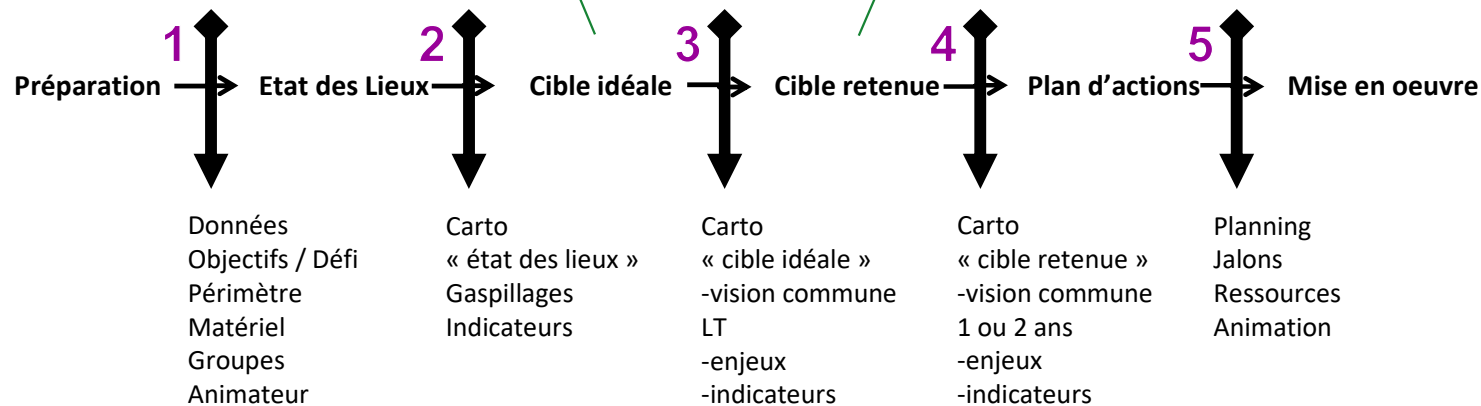 1
2
3
4
5
Préparation
Etat des Lieux
Cible idéale
Cible retenue
Plan d’actions
Mise en oeuvre
Données
Objectifs / Défi
Périmètre
Matériel
Groupes
Animateur
Carto
« état des lieux »
Gaspillages
Indicateurs
Carto
« cible idéale »
-vision commune
LT
-enjeux
-indicateurs
Carto
« cible retenue »
-vision commune
1 ou 2 ans
-enjeux
-indicateurs
Planning
Jalons
Ressources
Animation